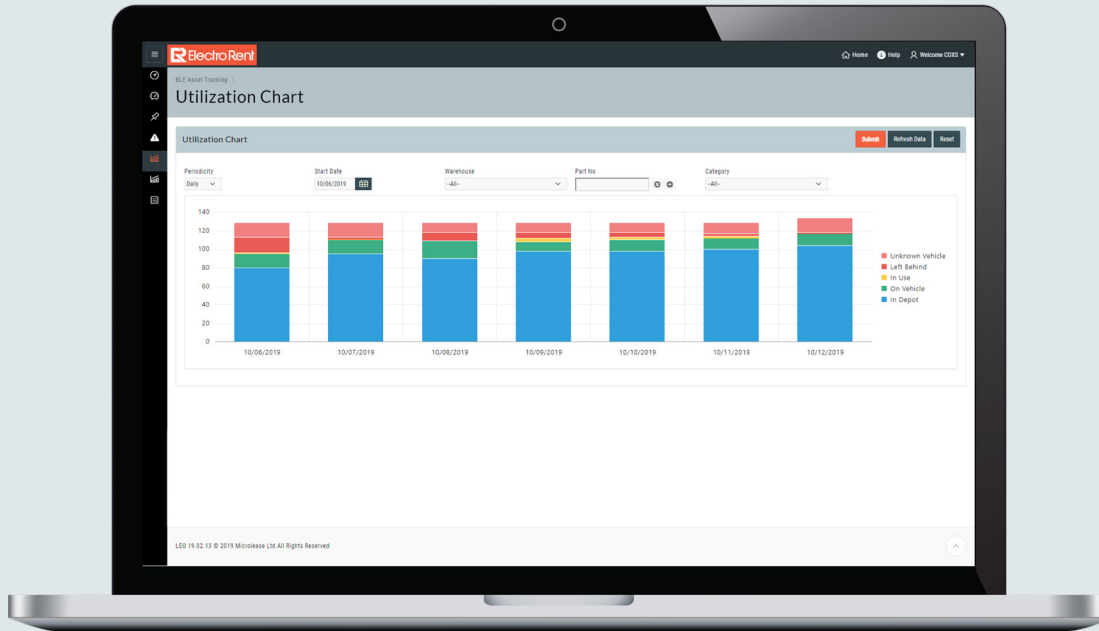 ElectroRent
Home Help Welcome COXS
BLE Asset Tracking \
Utilization Chart
Utilization Chart
Submit Refresh Data Reset
Periodicity Start Date Warehouse Part No Category
Daily 10/06/2019 --All-- --All--
140
120
100
80
60
40
20
0
10/06/2019 10/07/2019 10/08/2019 10/09/2019 10/10/2019 10/11/2019 10/12/2019
Unknown Vehicle
Left Behind
In Use
On Vehicle
In Depot
LEO 19.02.13 © 2019 Microlease Ltd All Rights Reserved